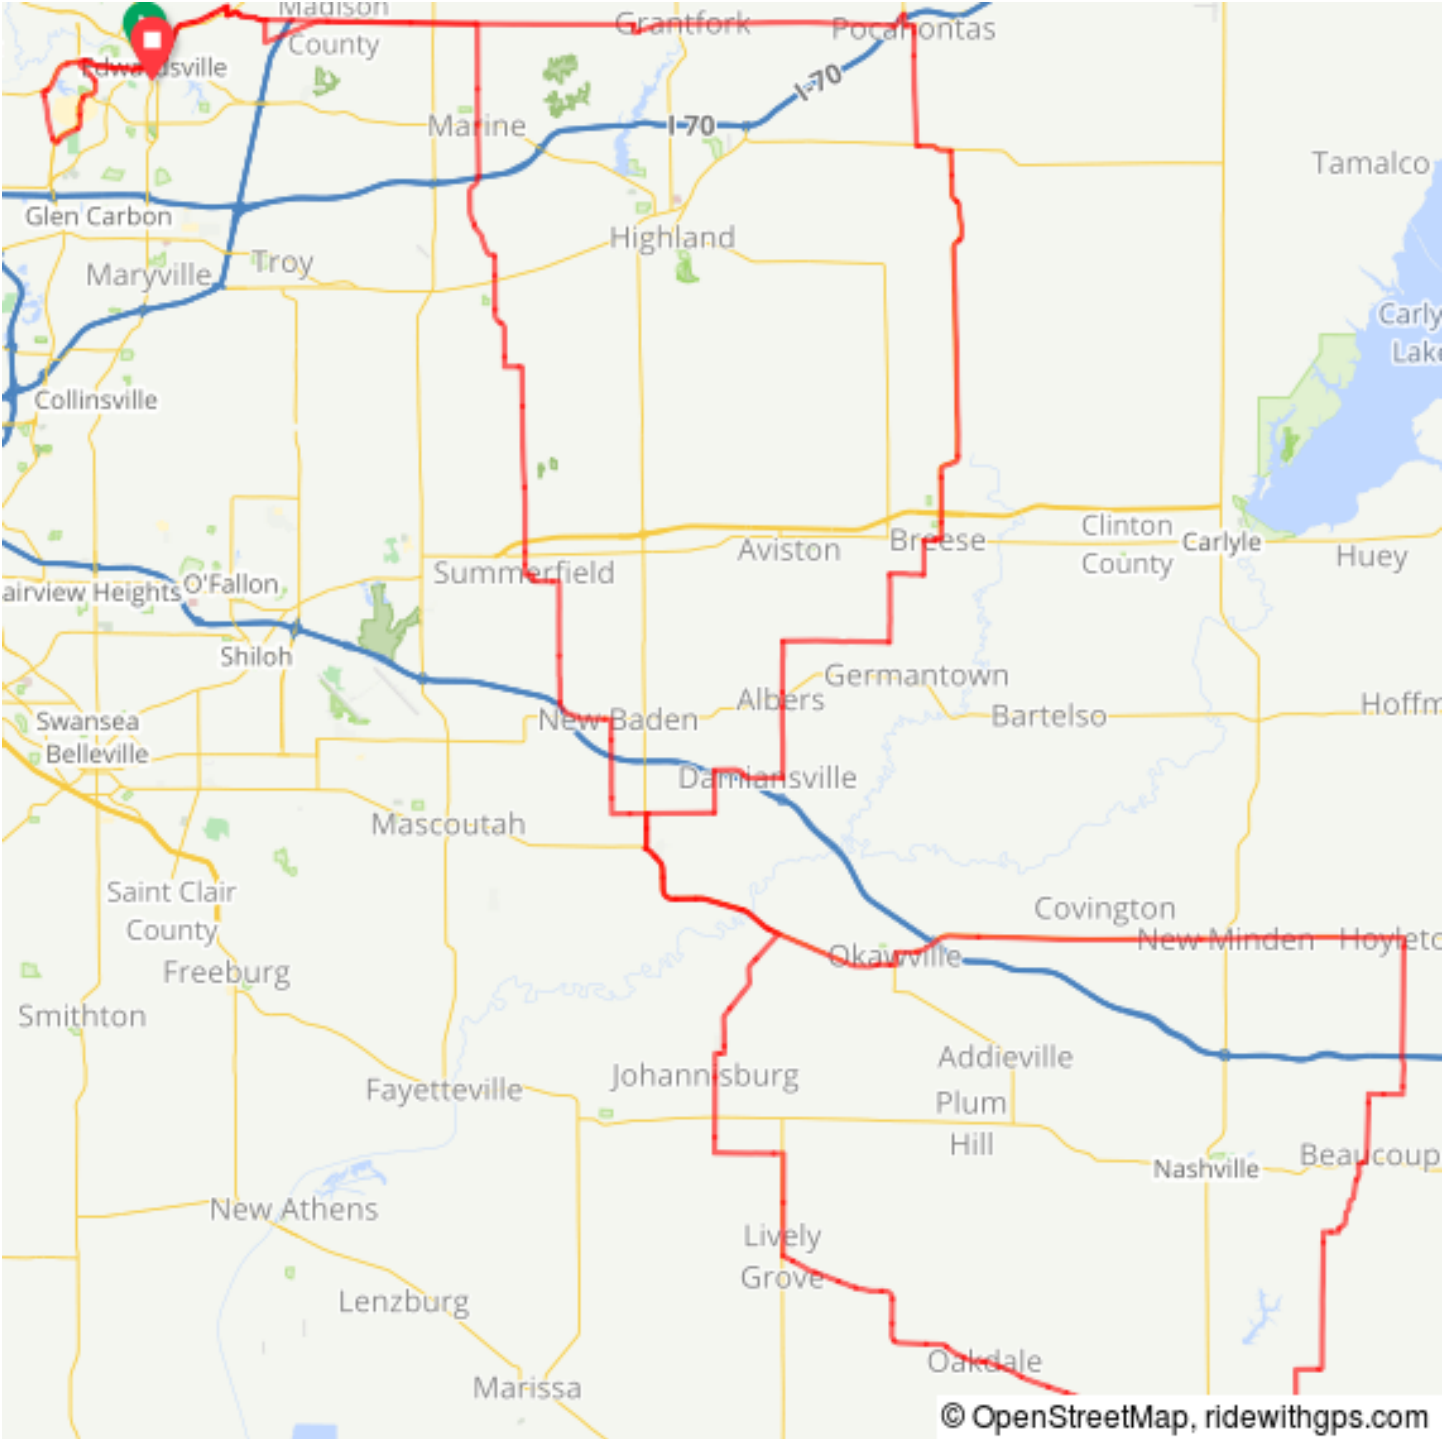 Madison
County
Grantfork
Pocahontas
Edwardsville
I-70
Marine
I-70
Tamalco
Glen Carbon
Highland
Troy
Maryville
Carly
Lake
Collinsville
Clinton
County
Carlyle
Breese
Aviston
Huey
Summerfield
O'Fallon
airview Heights
Shiloh
Germantown
Albers
Hoffm
Bartelso
New Baden
Swansea
Belleville
Damiansville
Mascoutah
Saint Clair
County
Covington
New Minden
Hoyleto
Okawville
Freeburg
Smithton
Addieville
Johannisburg
Fayetteville
Plum
Hill
Beaucoup
Nashville
New Athens
Lively
Grove
Lenzburg
Oakdale
Marissa
© OpenStreetMap, ridewithgps.com